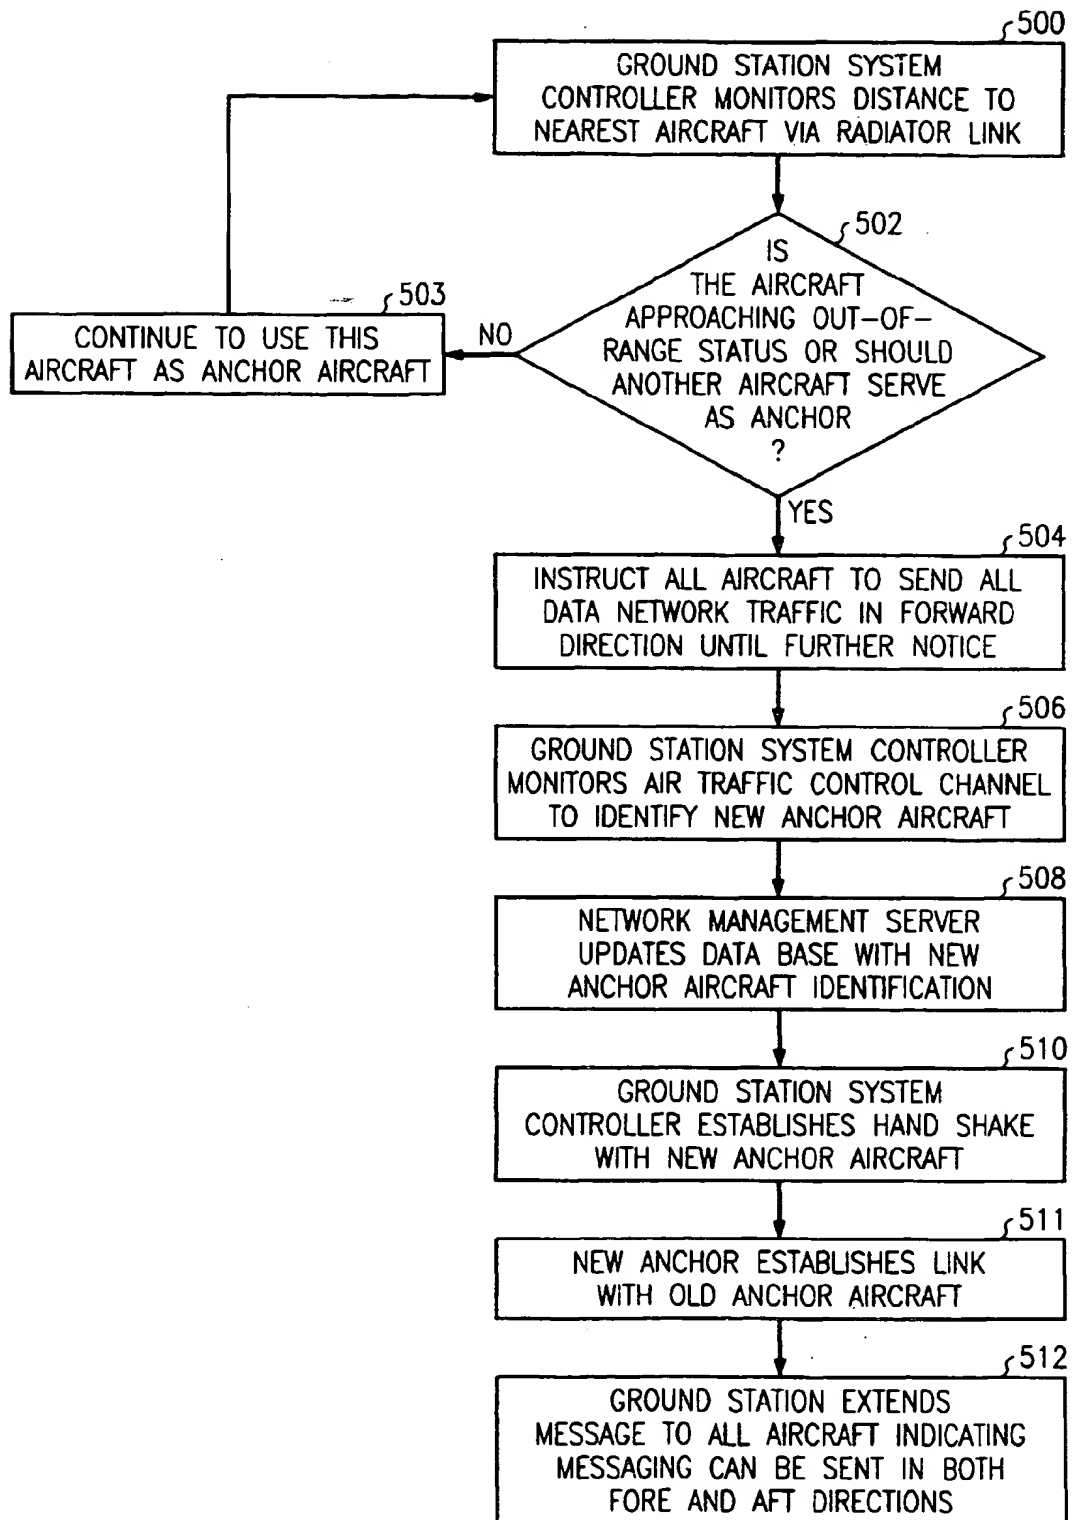 500
GROUND STATION SYSTEM
CONTROLLER MONITORS DISTANCE TO
NEAREST AIRCRAFT VIA RADIATOR LINK
502
IS
THE AIRCRAFT
APPROACHING OUT-OF-
RANGE STATUS OR SHOULD
ANOTHER AIRCRAFT SERVE
AS ANCHOR
?
NO
503
CONTINUE TO USE THIS
AIRCRAFT AS ANCHOR AIRCRAFT
YES
504
INSTRUCT ALL AIRCRAFT TO SEND ALL
DATA NETWORK TRAFFIC IN FORWARD
DIRECTION UNTIL FURTHER NOTICE
506
GROUND STATION SYSTEM CONTROLLER
MONITORS AIR TRAFFIC CONTROL CHANNEL
TO IDENTIFY NEW ANCHOR AIRCRAFT
508
NETWORK MANAGEMENT SERVER
UPDATES DATA BASE WITH NEW
ANCHOR AIRCRAFT IDENTIFICATION
510
GROUND STATION SYSTEM
CONTROLLER ESTABLISHES HAND SHAKE
WITH NEW ANCHOR AIRCRAFT
511
NEW ANCHOR ESTABLISHES LINK
WITH OLD ANCHOR AIRCRAFT
512
GROUND STATION EXTENDS
MESSAGE TO ALL AIRCRAFT INDICATING
MESSAGING CAN BE SENT IN BOTH
FORE AND AFT DIRECTIONS